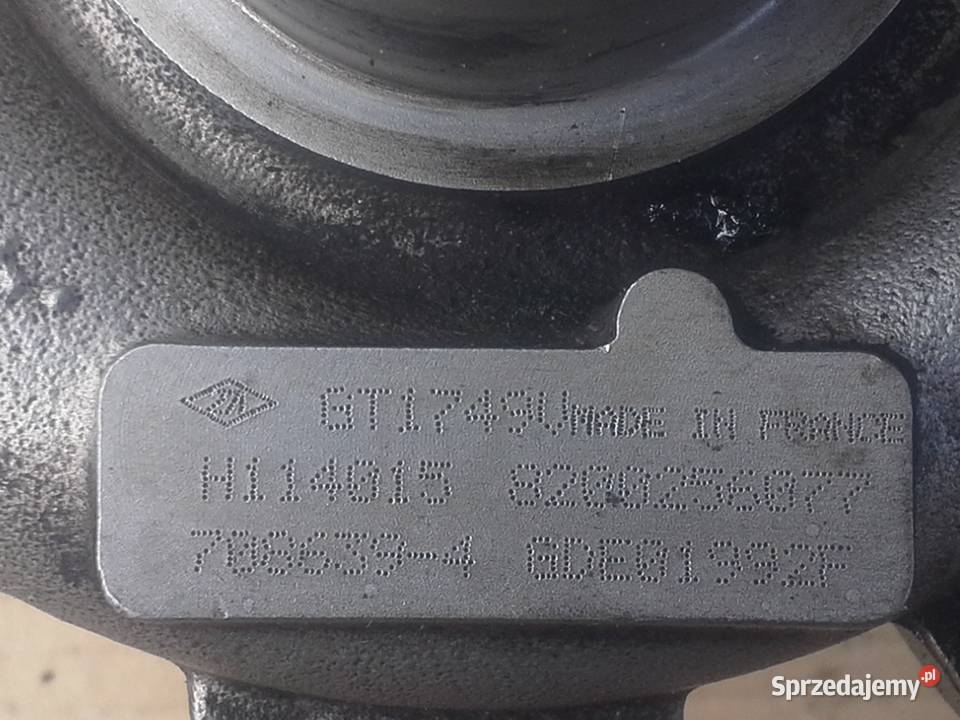 GT1749V MADE IN FRANCE
H114015 8200256077
708639-4 GDE01992F
Sprzedajemy.pl